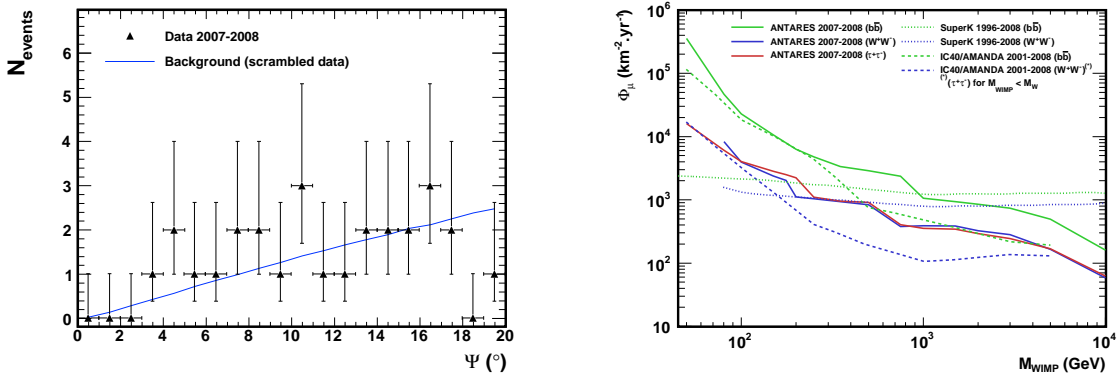 N_events
6
5
4
3
2
1
0
Data 2007-2008
Background (scrambled data)
0 2 4 6 8 10 12 14 16 18 20
Ψ (°)
Φ_μ (km⁻².yr⁻¹)
10⁶
10⁵
10⁴
10³
10²
10
ANTARES 2007-2008 (bb̅)
ANTARES 2007-2008 (W⁺W⁻)
ANTARES 2007-2008 (τ⁺τ⁻)
SuperK 1996-2008 (bb̅)
SuperK 1996-2008 (W⁺W⁻)
IC40/AMANDA 2001-2008 (bb̅)
IC40/AMANDA 2001-2008 (W⁺W⁻)⁽*⁾
⁽*⁾(τ⁺τ⁻) for M_WIMP < M_W
10² 10³ 10⁴
M_WIMP (GeV)